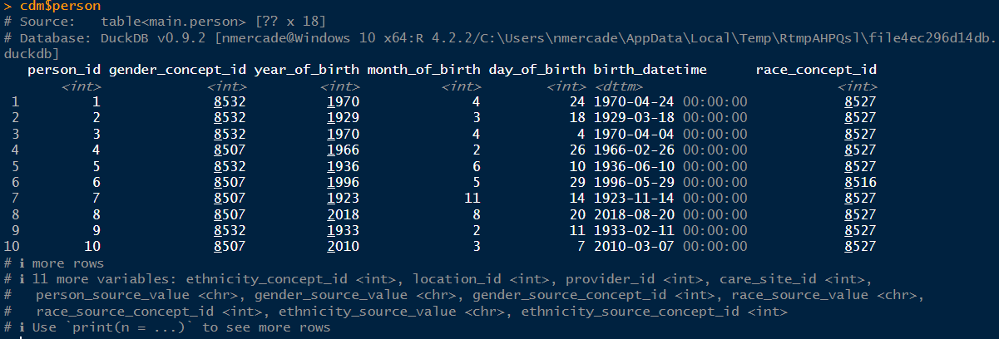 > cdm$person
# Source:   table<main.person> [?? x 18]
# Database: DuckDB v0.9.2 [nmercade@Windows 10 x64:R 4.2.2/C:\Users\nmercade\AppData\Local\Temp\RtmpAHPQsl\file4ec296d14db.
duckdb]
   person_id gender_concept_id year_of_birth month_of_birth day_of_birth birth_datetime      race_concept_id
       <int>             <int>         <int>          <int>        <int> <dttm>                        <int>
 1         1              8532          1970              4           24 1970-04-24 00:00:00            8527
 2         2              8532          1929              3           18 1929-03-18 00:00:00            8527
 3         3              8532          1970              4            4 1970-04-04 00:00:00            8527
 4         4              8507          1966              2           26 1966-02-26 00:00:00            8527
 5         5              8532          1936              6           10 1936-06-10 00:00:00            8527
 6         6              8507          1996              5           29 1996-05-29 00:00:00            8516
 7         7              8507          1923             11           14 1923-11-14 00:00:00            8527
 8         8              8507          2018              8           20 2018-08-20 00:00:00            8527
 9         9              8532          1933              2           11 1933-02-11 00:00:00            8527
10        10              8507          2010              3            7 2010-03-07 00:00:00            8527
# ℹ more rows
# ℹ 11 more variables: ethnicity_concept_id <int>, location_id <int>, provider_id <int>, care_site_id <int>,
#   person_source_value <chr>, gender_source_value <chr>, gender_source_concept_id <int>, race_source_value <chr>,
#   race_source_concept_id <int>, ethnicity_source_value <chr>, ethnicity_source_concept_id <int>
# ℹ Use `print(n = ...)` to see more rows